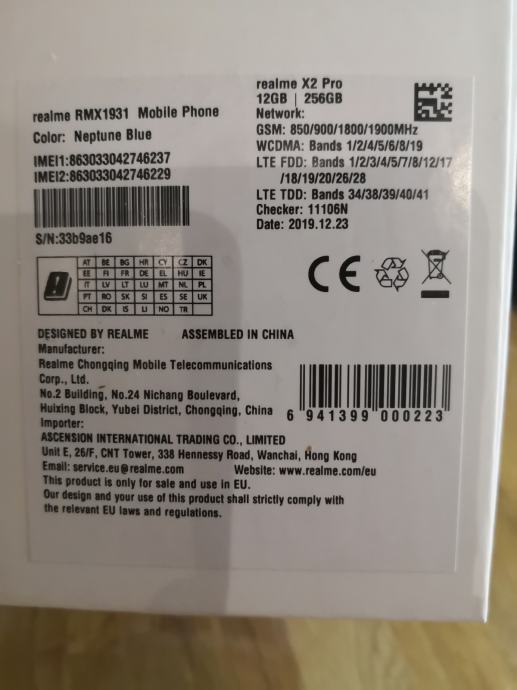 realme RMX1931 Mobile Phone
Color: Neptune Blue
IMEI1:863033042746237
IMEI2:863033042746229
S/N:33b9ae16
realme X2 Pro
12GB | 256GB
Network:
GSM: 850/900/1800/1900MHz
WCDMA: Bands 1/2/4/5/6/8/19
LTE FDD: Bands 1/2/3/4/5/7/8/12/17
/18/19/20/26/28
LTE TDD: Bands 34/38/39/40/41
Checker: 11106N
Date: 2019.12.23
AT BE BG HR CY CZ DK
EE FI FR DE EL HU IE
IT LV LT LU MT NL PL
PT RO SK SI ES SE UK
CH DK IS LI NO TR
CE
DESIGNED BY REALME ASSEMBLED IN CHINA
Manufacturer:
Realme Chongqing Mobile Telecommunications
Corp., Ltd.
No.2 Building, No.24 Nichang Boulevard,
Huixing Block, Yubei District, Chongqing, China
6 941399 000223
Importer:
ASCENSION INTERNATIONAL TRADING CO., LIMITED
Unit E, 26/F, CNT Tower, 338 Hennessy Road, Wanchai, Hong Kong
Email: service.eu@realme.com Website: www.realme.com/eu
This product is only for sale and use in EU.
Our design and your use of this product shall strictly comply with
the relevant EU laws and regulations.